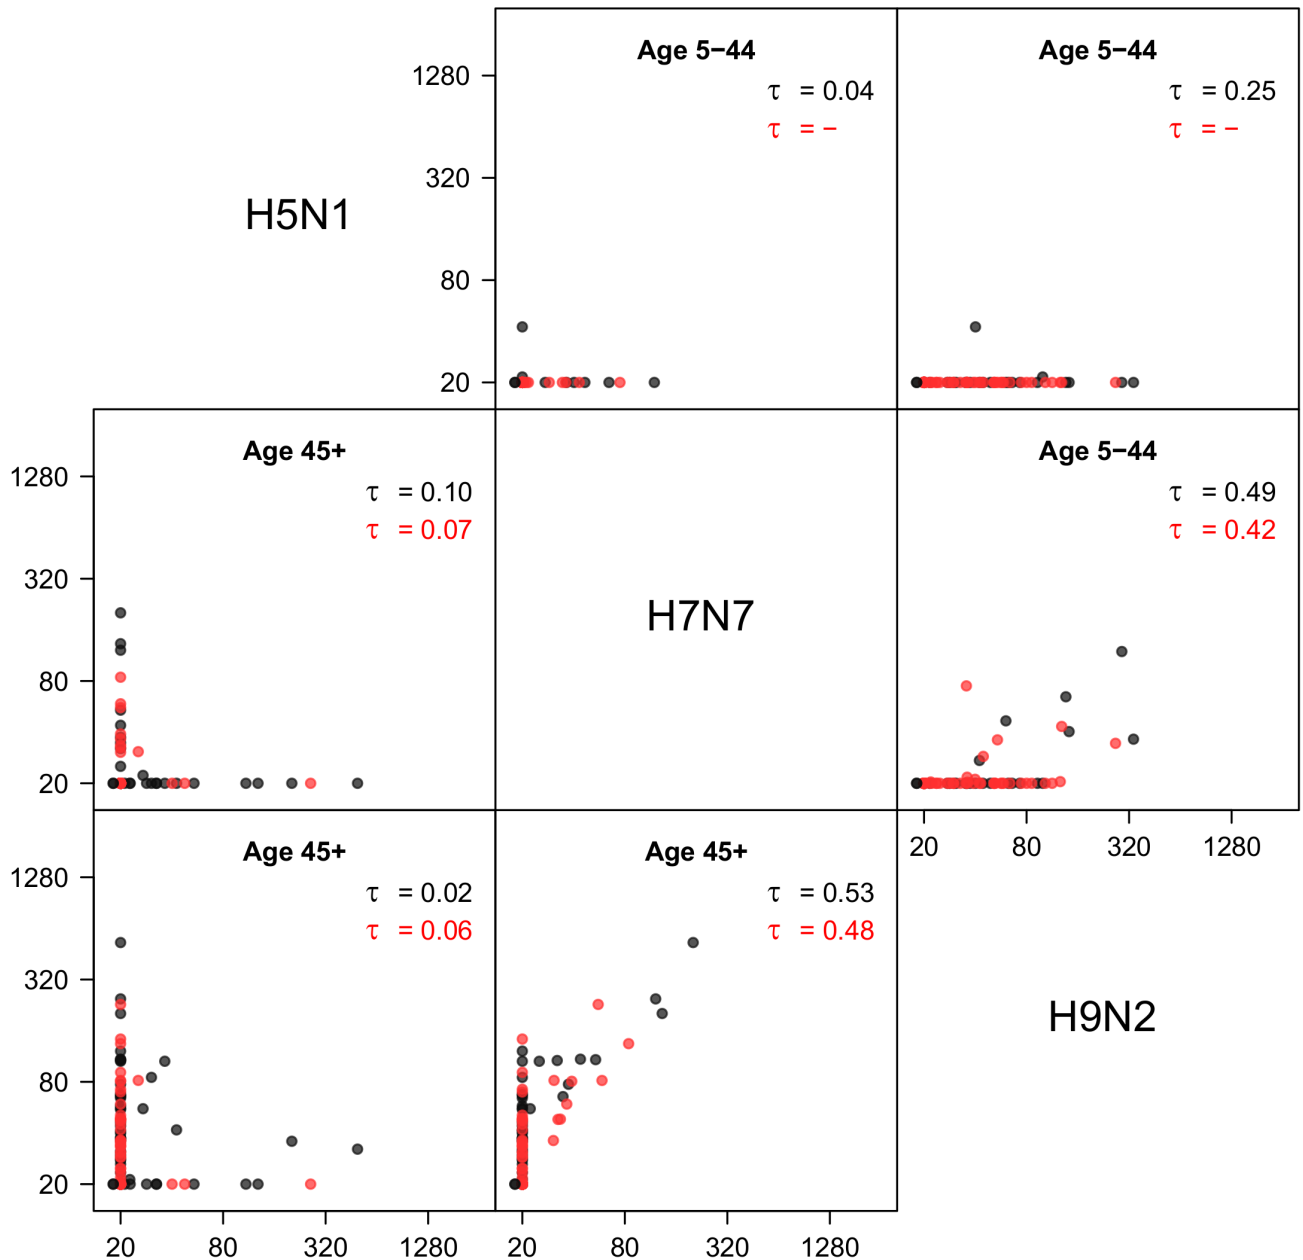 Age 5−44
τ = 0.04
τ = −
Age 5−44
τ = 0.25
τ = −
1280
320
80
20
H5N1
Age 45+
τ = 0.10
τ = 0.07
1280
320
80
20
H7N7
Age 5−44
τ = 0.49
τ = 0.42
20 80 320 1280
Age 45+
τ = 0.02
τ = 0.06
1280
320
80
20
Age 45+
τ = 0.53
τ = 0.48
H9N2
20 80 320 1280
20 80 320 1280